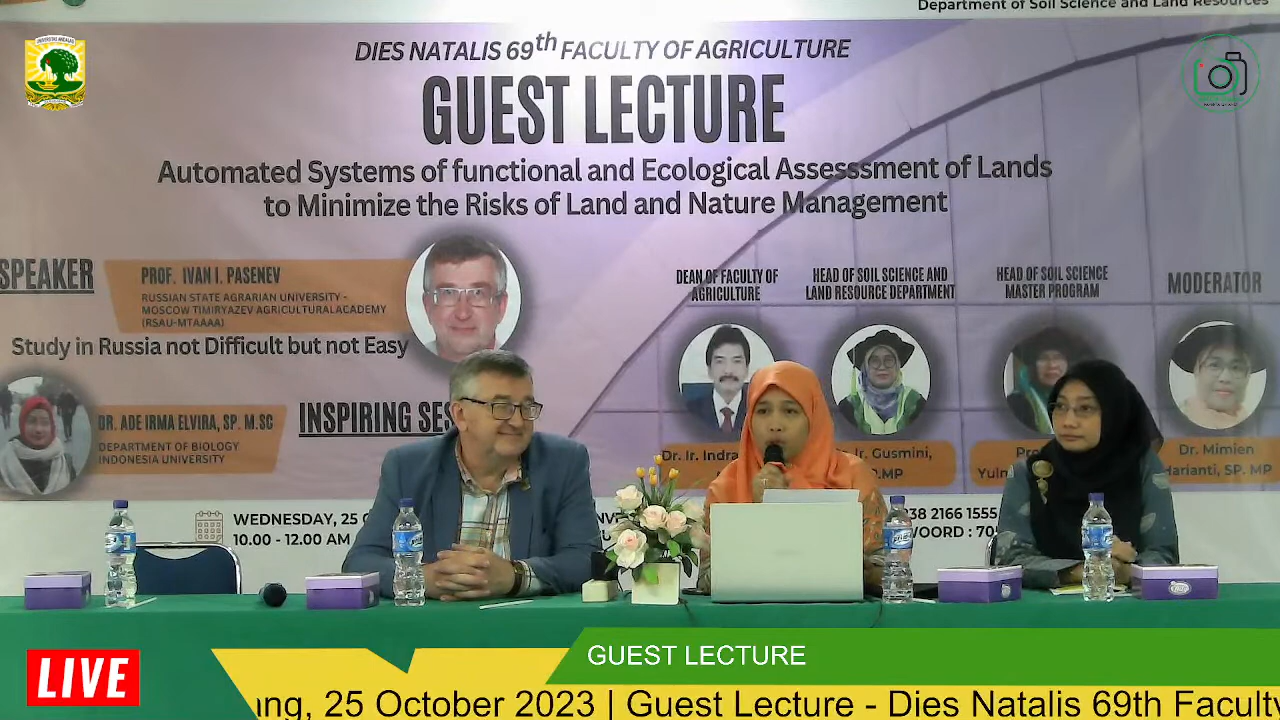 Department of Soil Science and Land Resources
DIES NATALIS 69th FACULTY OF AGRICULTURE
GUEST LECTURE
Automated Systems of functional and Ecological Assesssment of Lands
to Minimize the Risks of Land and Nature Management
SPEAKER
PROF. IVAN I. PASENEV
RUSSIAN STATE AGRARIAN UNIVERSITY -
MOSCOW TIMIRYAZEV AGRICULTURALACADEMY
(RSAU-MTAAAA)
Study in Russia not Difficult but not Easy
DR. ADE IRMA ELVIRA, SP. M.SC
DEPARTMENT OF BIOLOGY
INDONESIA UNIVERSITY
INSPIRING SES
DEAN OF FACULTY OF
AGRICULTURE
Dr. Ir. Indra
HEAD OF SOIL SCIENCE AND
LAND RESOURCE DEPARTMENT
Ir. Gusmini,
P.MP
HEAD OF SOIL SCIENCE
MASTER PROGRAM
Pro
Yuln
MODERATOR
Dr. Mimien
Harianti, SP. MP
WEDNESDAY, 25 O
10.00 - 12.00 AM
38 2166 1555
WOORD : 70
LIVE
GUEST LECTURE
ang, 25 October 2023 | Guest Lecture - Dies Natalis 69th Faculty